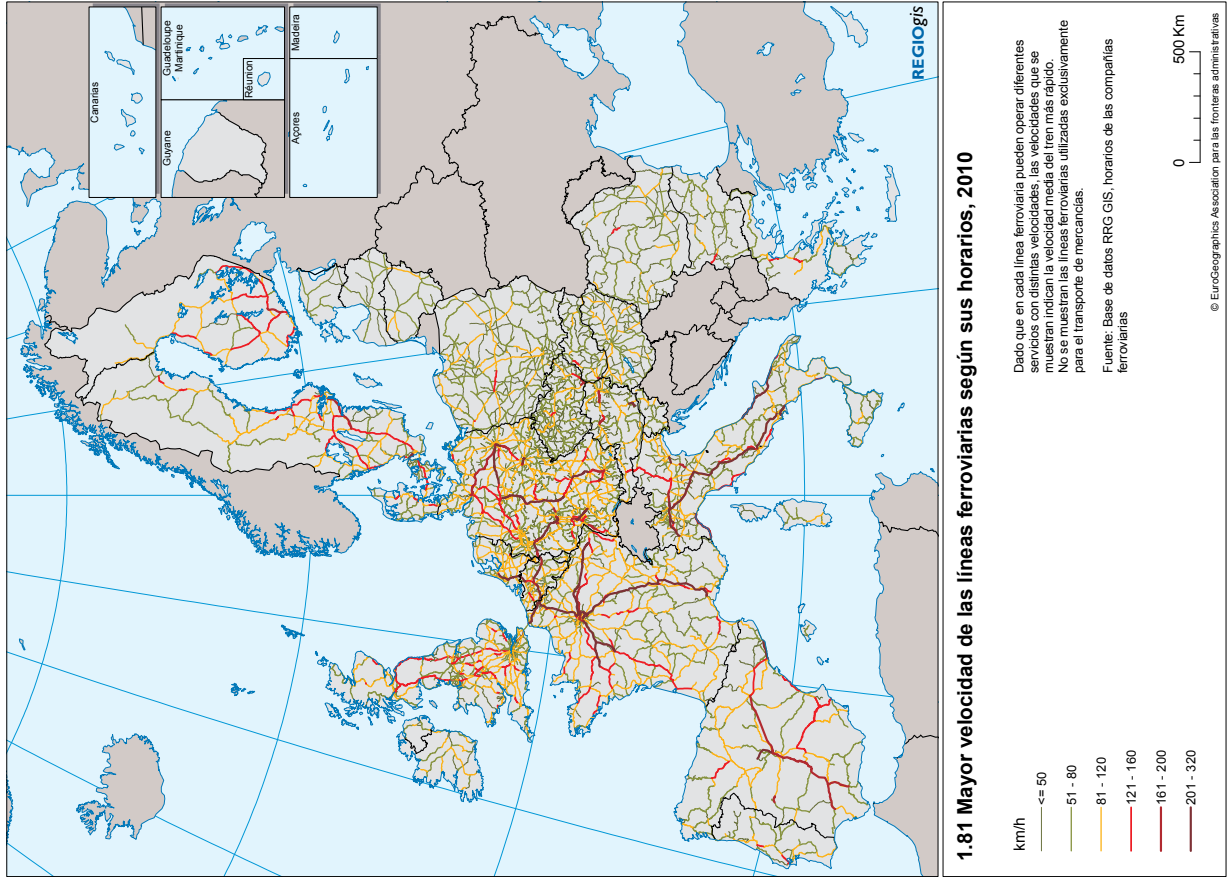 Canarias
Guyane
Guadeloupe
Martinique
Réunion
Açores
Madeira
REGIOgis
1.81 Mayor velocidad de las líneas ferroviarias según sus horarios, 2010
km/h
<= 50
51 - 80
81 - 120
121 - 160
161 - 200
201 - 320
Dado que en cada línea ferroviaria pueden operar diferentes
servicios con distintas velocidades, las velocidades que se
muestran indican la velocidad media del tren más rápido.
No se muestran las líneas ferroviarias utilizadas exclusivamente
para el transporte de mercancías.
Fuente: Base de datos RRG GIS, horarios de las compañías
ferroviarias
0 500 Km
© EuroGeographics Association para las fronteras administrativas